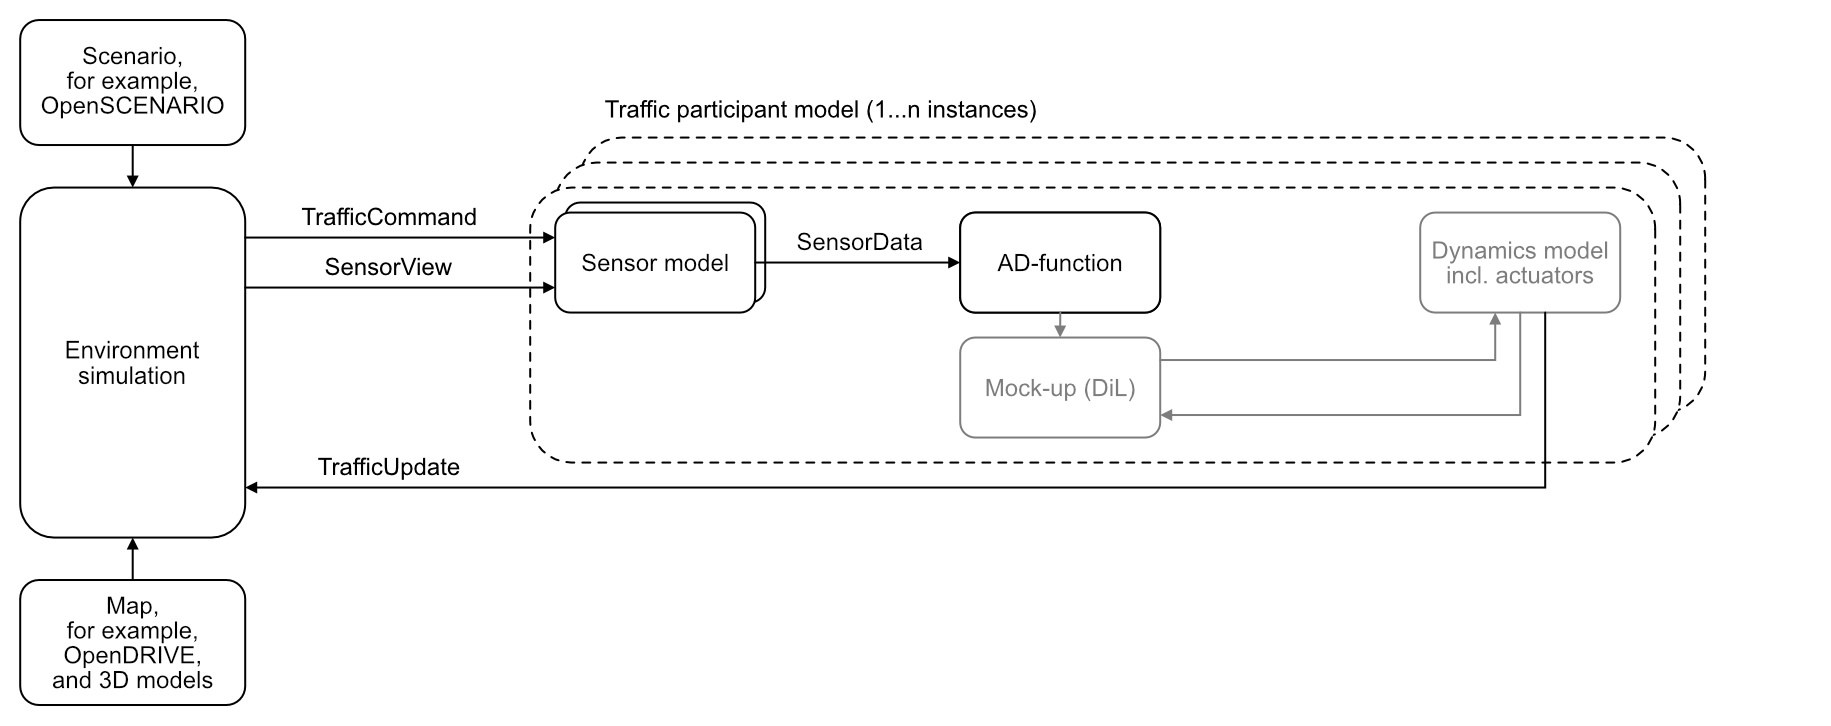 Scenario,
for example,
OpenSCENARIO
Traffic participant model (1...n instances)
TrafficCommand
SensorView
Sensor model
SensorData
AD-function
Dynamics model
incl. actuators
Environment
simulation
Mock-up (DiL)
TrafficUpdate
Map,
for example,
OpenDRIVE,
and 3D models